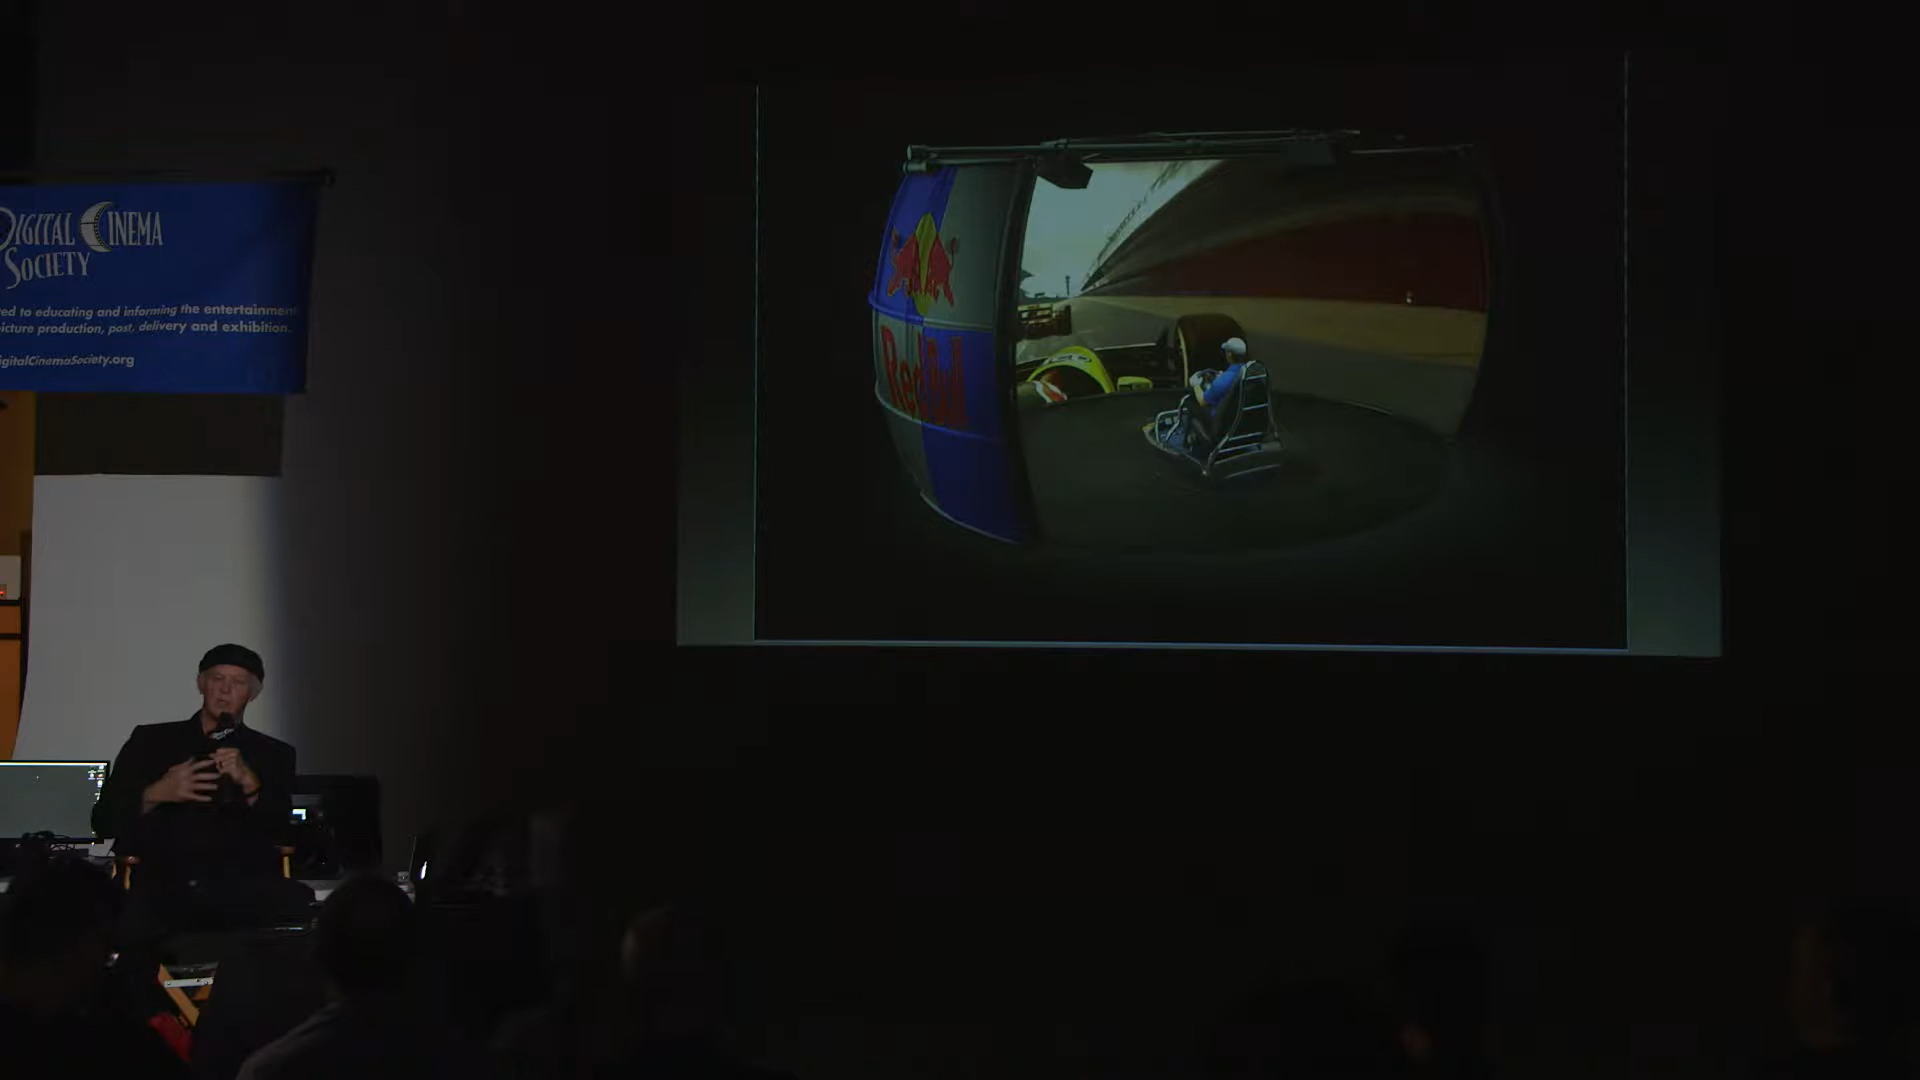 DIGITAL CINEMA
SOCIETY
ed to educating and informing the entertainment
icture production, post, delivery and exhibition.
igitalCinemaSociety.org
Red Bull